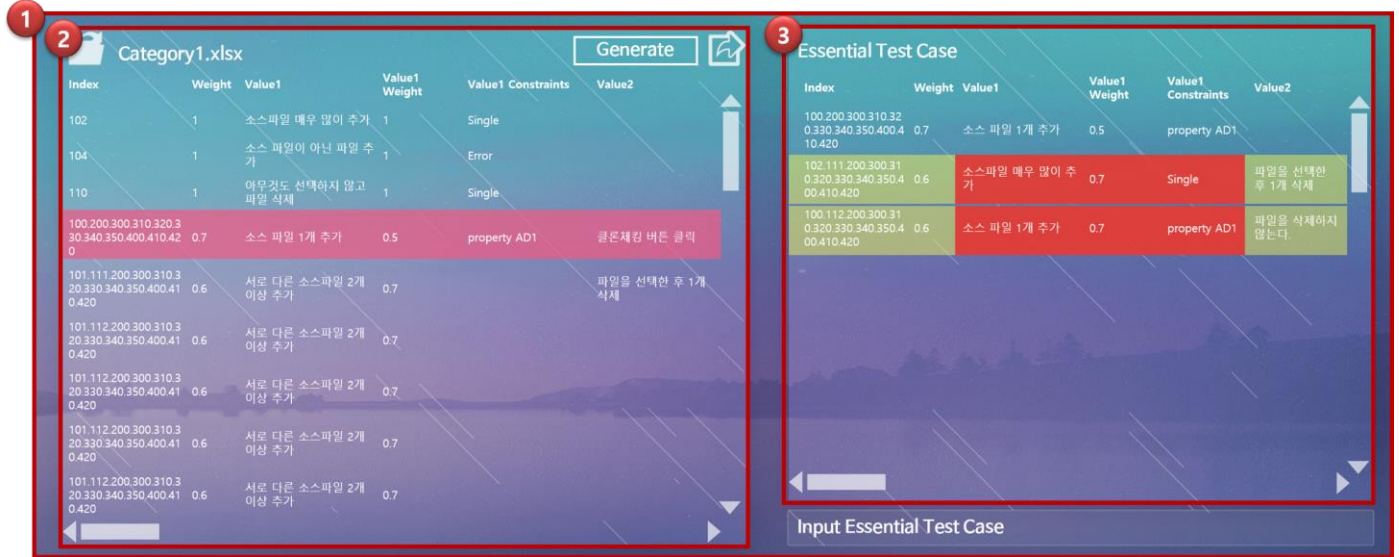 1
2
Category1.xlsx
Generate
Index Weight Value1 Value1 Weight Value1 Constraints Value2
102 1 소스파일 매우 많이 추가 1 Single
104 1 소스 파일이 아닌 파일 추
가 1 Error
110 1 아무것도 선택하지 않고
파일 삭제 1 Single
100.200.300.310.320.3
30.340.350.400.410.42 0.7 소스 파일 1개 추가 0.5 property AD1 클론체킹 버튼 클릭
0
101.111.200.300.310.3
20.330.340.350.400.41 0.6 서로 다른 소스파일 2개
이상 추가 0.7 파일을 선택한 후 1개
삭제
0.420
101.112.200.300.310.3
20.330.340.350.400.41 0.6 서로 다른 소스파일 2개
이상 추가 0.7
0.420
101.112.200.300.310.3
20.330.340.350.400.41 0.6 서로 다른 소스파일 2개
이상 추가 0.7
0.420
101.112.200.300.310.3
20.330.340.350.400.41 0.6 서로 다른 소스파일 2개
이상 추가 0.7
0.420
101.112.200.300.310.3
20.330.340.350.400.41 0.6 서로 다른 소스파일 2개
이상 추가 0.7
0.420
3
Essential Test Case
Index Weight Value1 Value1 Weight Value1 Constraints Value2
100.200.300.310.32
0.330.340.350.400.4 0.7 소스 파일 1개 추가 0.5 property AD1
10.420
102.111.200.300.31
0.320.330.340.350.4 0.6 소스파일 매우 많이 추
가 0.7 Single 파일을 선택한
후 1개 삭제
00.410.420
100.112.200.300.31
0.320.330.340.350.4 0.6 소스 파일 1개 추가 0.7 property AD1 파일을 삭제하지
않는다.
00.410.420
Input Essential Test Case